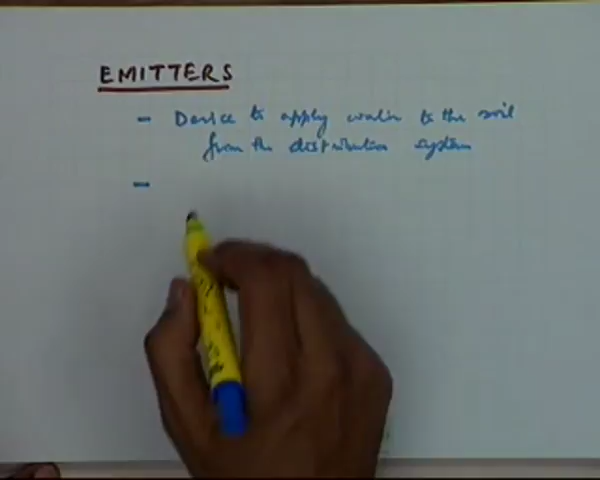 EMITTERS
- Device to apply water to the soil
from the distribution system
-